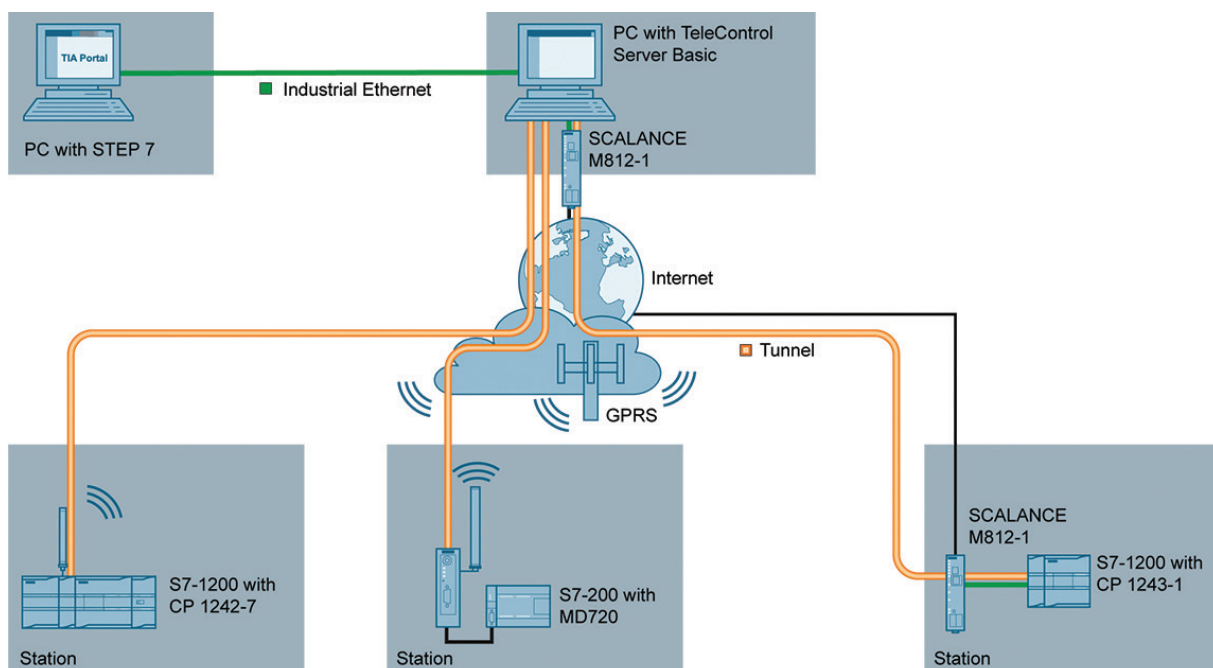 TIA Portal
PC with STEP 7
Industrial Ethernet
PC with TeleControl
Server Basic
SCALANCE
M812-1
Internet
Tunnel
GPRS
S7-1200 with
CP 1242-7
Station
S7-200 with
MD720
Station
SCALANCE
M812-1
S7-1200 with
CP 1243-1
Station